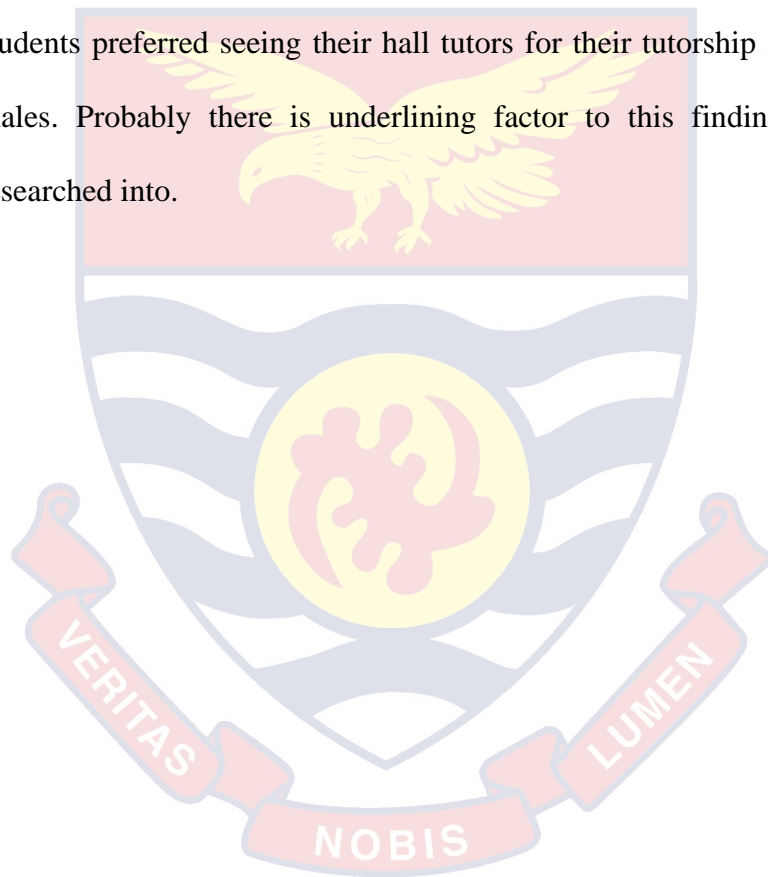 udents preferred seeing their hall tutors for their tutorship
ales. Probably there is underlining factor to this findin
searched into.
VERITAS
NOBIS
LUMEN